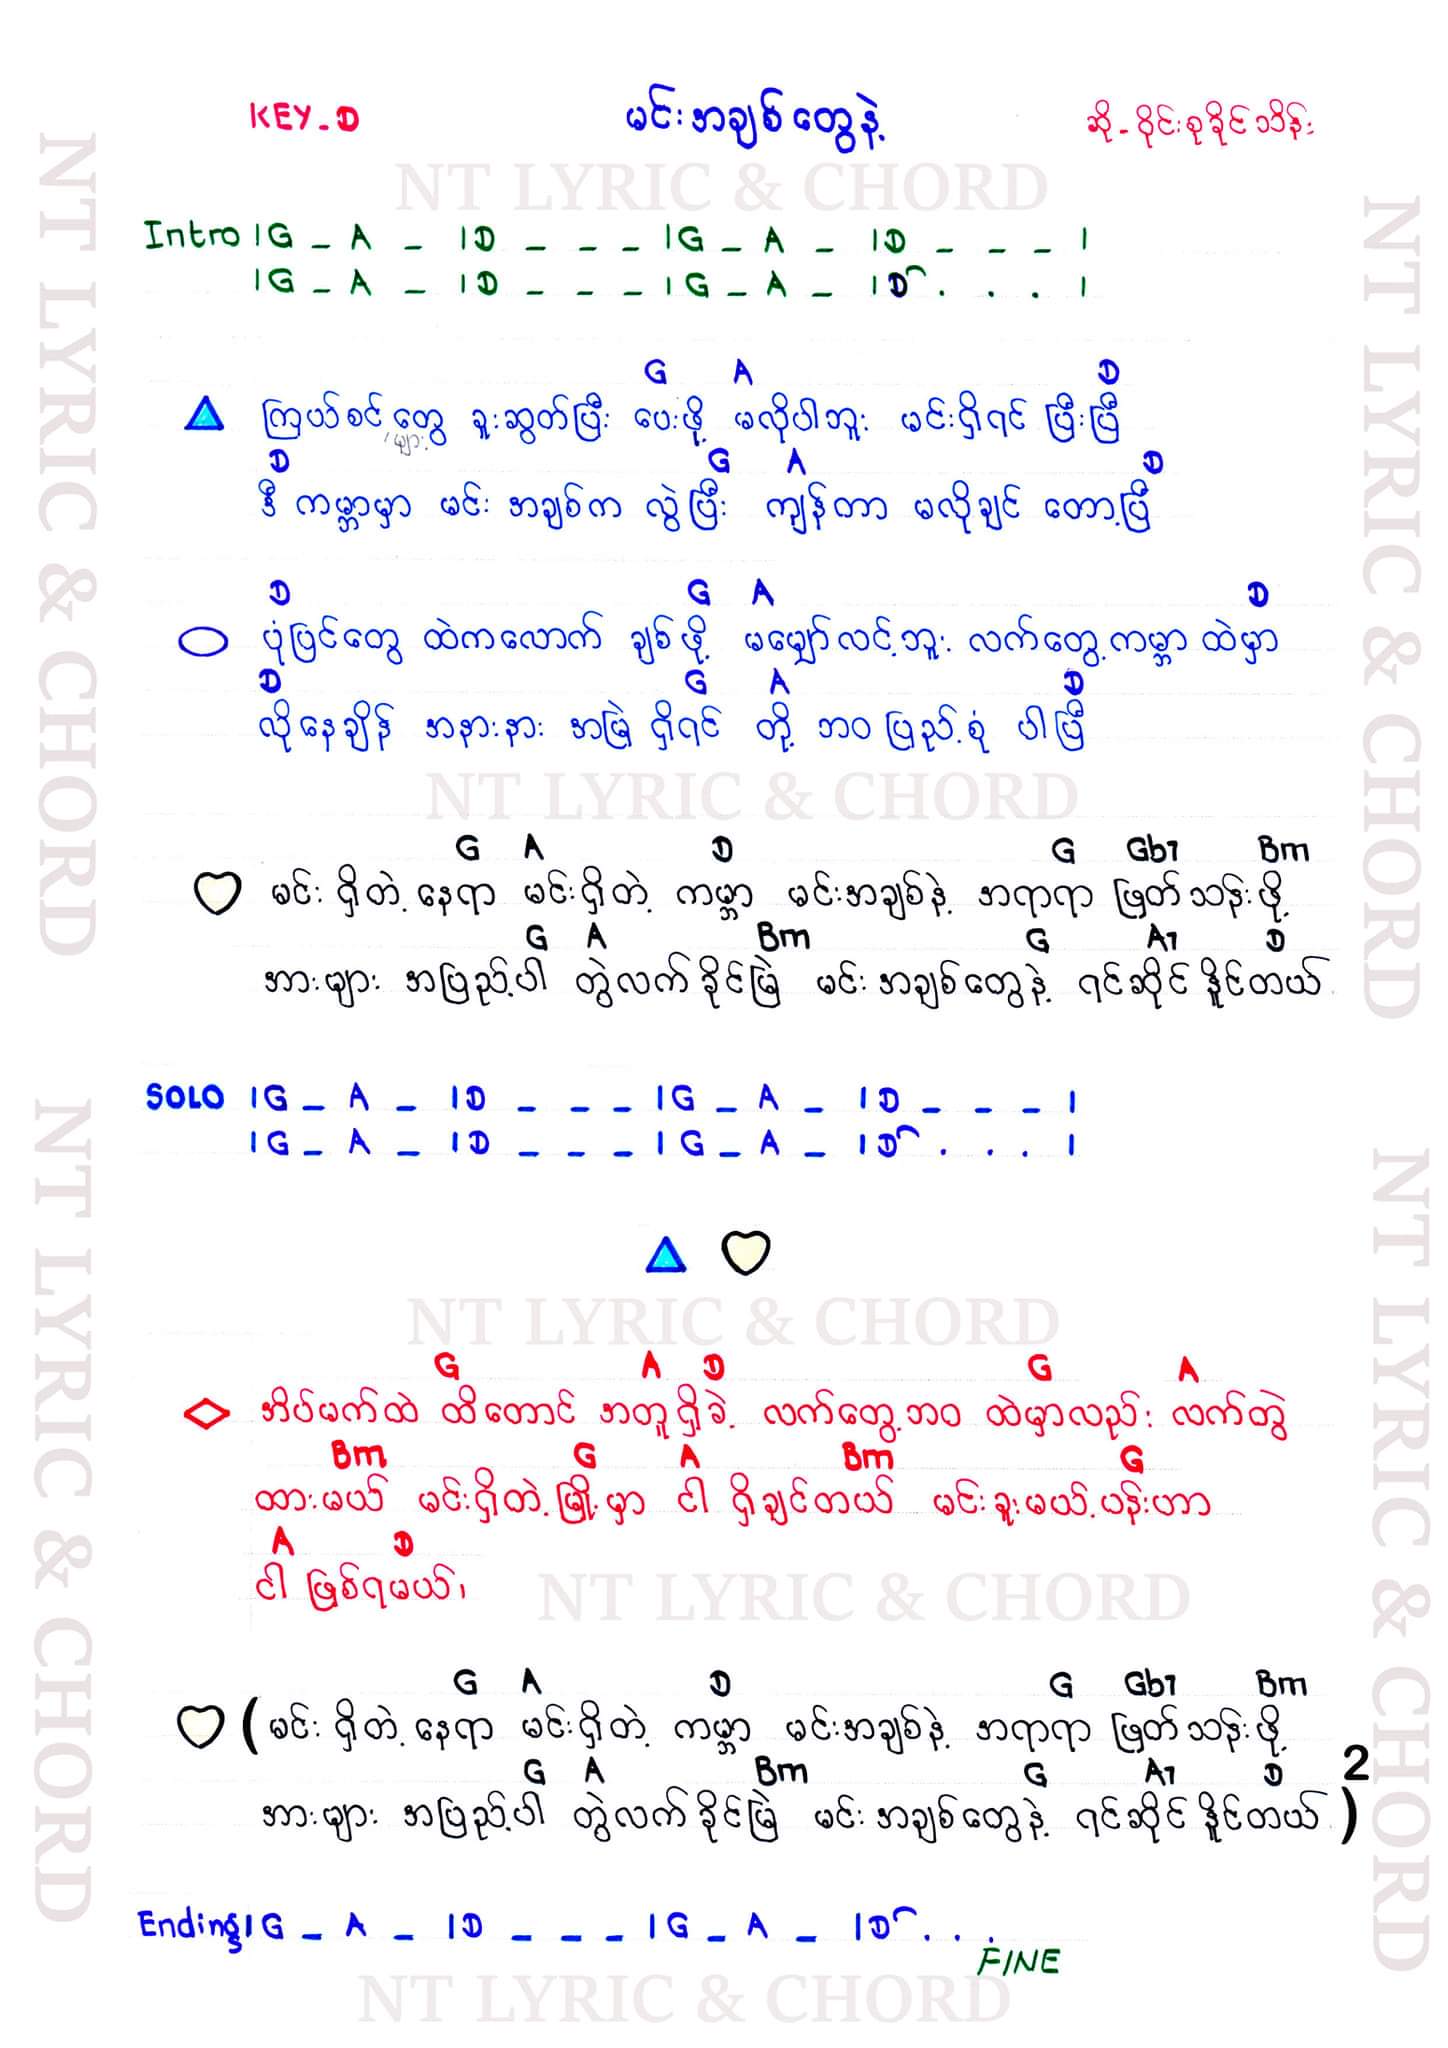 KEY-D မင်းအချစ်တွေနဲ့ ဆို-ဝိုင်းစုခိုင်သိန်း
NT LYRIC & CHORD
Intro |G _ A _ |D _ _ _ |G _ A _ |D _ _ _ |
|G _ A _ |D _ _ _ |G _ A _ |D . . . |
G A D
ကြယ်စင်တွေ ခူးဆွတ်ပြီး ပေးဖို့ မလိုပါဘူး မင်းရှိရင် ပြီးပြီ
များ
D G A D
ဒီ ကမ္ဘာမှာ မင်း အချစ်က လွဲပြီး ကျန်တာ မလိုချင် တော့ပြီ
D G A D
ပုံပြင်တွေ ထဲကလောက် ချစ်ဖို့ မမျှော်လင့်ဘူး လက်တွေ့ကမ္ဘာ ထဲမှာ
D G A D
လိုနေချိန် အနားနား အမြဲ ရှိရင် တို့ ဘဝ ပြည့်စုံ ပါပြီ
NT LYRIC & CHORD
G A D G Gb7 Bm
မင်း ရှိတဲ့နေရာ မင်းရှိတဲ့ ကမ္ဘာ မင်းအချစ်နဲ့ အရာရာ ဖြတ်သန်းဖို့
G A Bm G A7 D
အားများ အပြည့်ပါ တွဲလက်ခိုင်မြဲ မင်းအချစ်တွေနဲ့ ရင်ဆိုင်နိုင်တယ်
SOLO |G _ A _ |D _ _ _ |G _ A _ |D _ _ _ |
|G _ A _ |D _ _ _ |G _ A _ |D . . . |
NT LYRIC & CHORD
G A D G A
အိပ်မက်ထဲ ထိတောင် အတူရှိခဲ့ လက်တွေ့ဘဝ ထဲမှာလည်း လက်တွဲ
Bm G A Bm G
ထားမယ် မင်းရှိတဲ့မြို့မှာ ငါ ရှိချင်တယ် မင်းခူးမယ့်ပန်းဟာ
A D
ငါ ဖြစ်ရမယ်၊
NT LYRIC & CHORD
G A D G Gb7 Bm
(မင်း ရှိတဲ့နေရာ မင်းရှိတဲ့ ကမ္ဘာ မင်းအချစ်နဲ့ အရာရာ ဖြတ်သန်းဖို့
G A Bm G A7 D 2
အားများ အပြည့်ပါ တွဲလက်ခိုင်မြဲ မင်းအချစ်တွေနဲ့ ရင်ဆိုင်နိုင်တယ်)
Ending |G _ A _ |D _ _ _ |G _ A _ |D . . .
FINE
NT LYRIC & CHORD
NT LYRIC & CHORD
NT LYRIC & CHORD
NT LYRIC & CHORD
NT LYRIC & CHORD